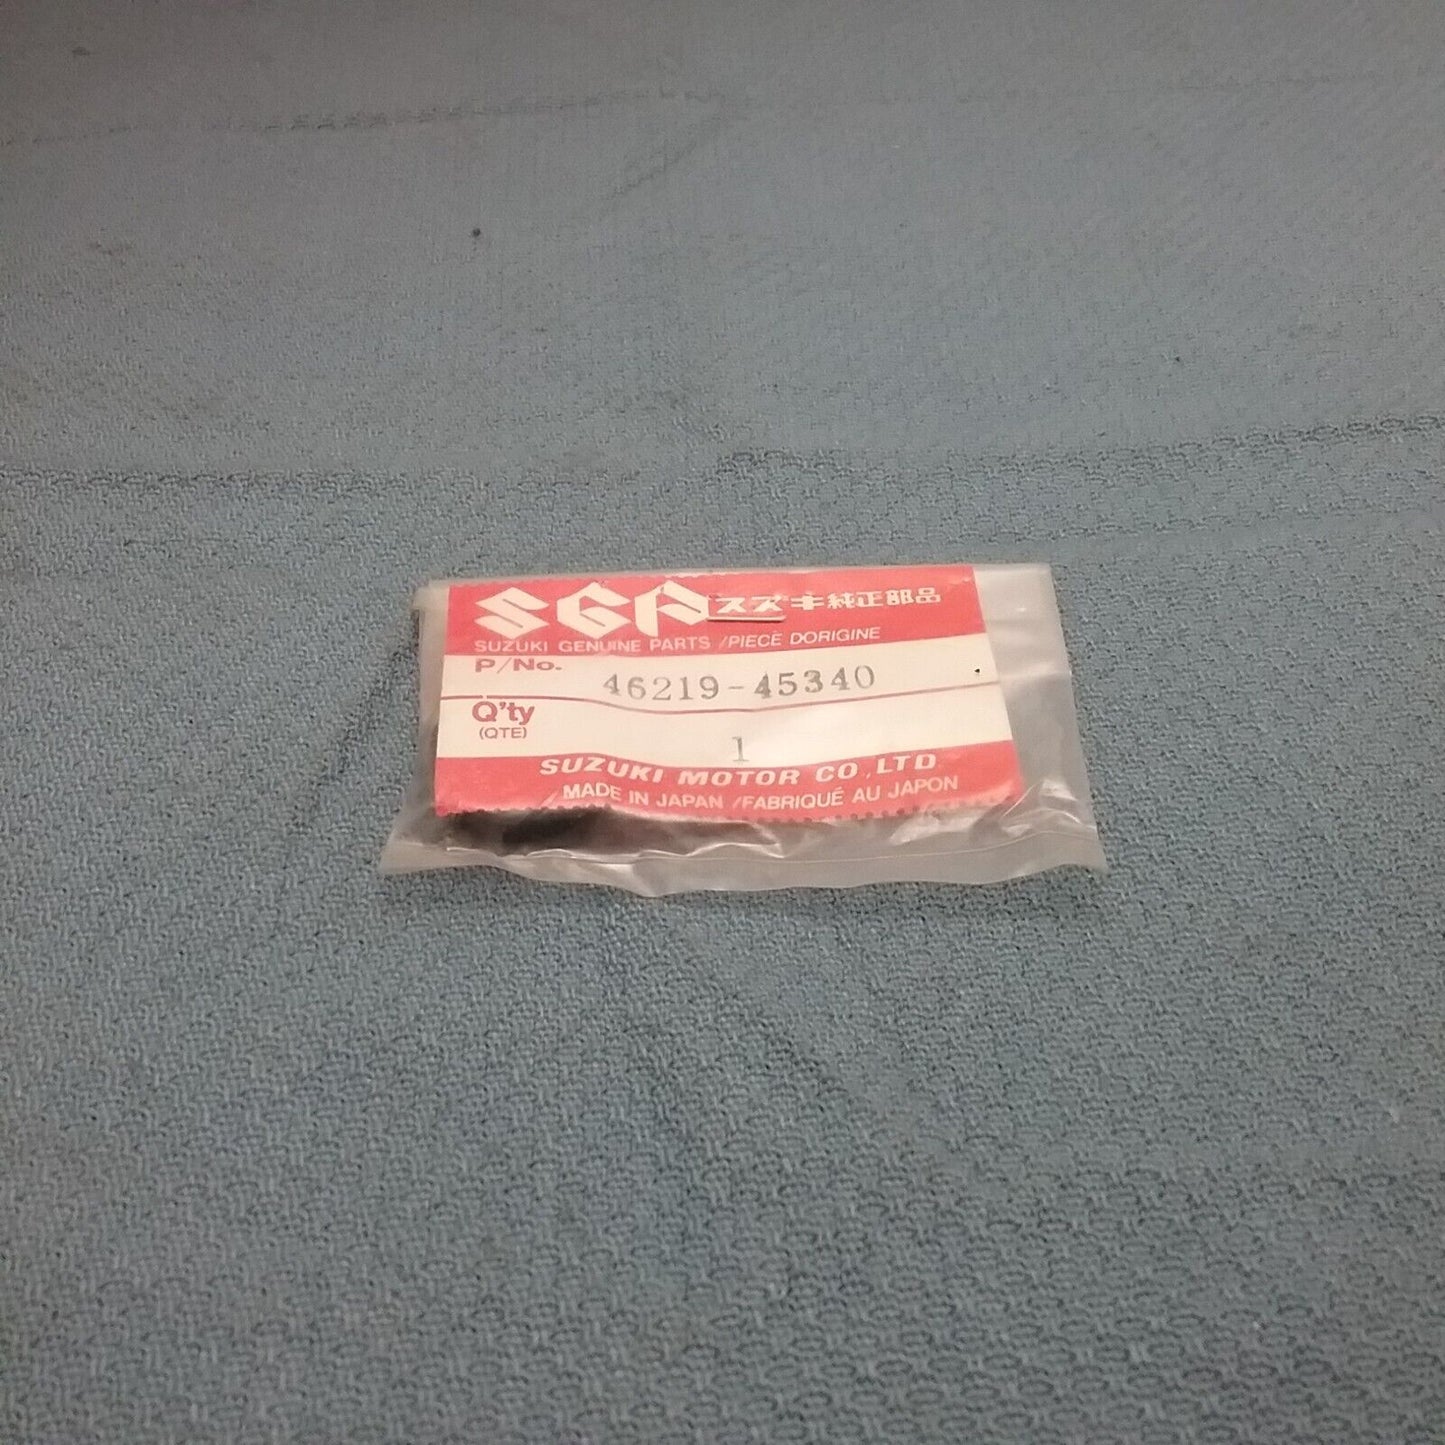 SGP スズキ純正部品
SUZUKI GENUINE PARTS /PIECE DORIGINE
P/No. 46219-45340
Q'ty
(QTE) 1
SUZUKI MOTOR CO.,LTD
MADE IN JAPAN /FABRIQUÉ AU JAPON